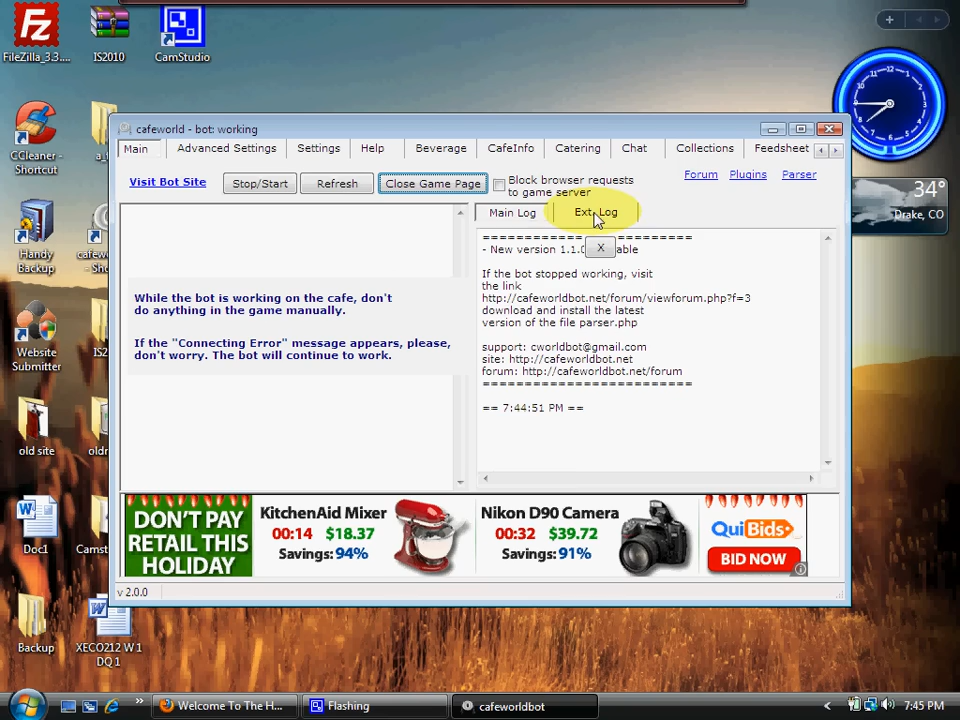 FileZilla_3.3....
IS2010
CamStudio
CCleaner -
Shortcut
Handy
Backup
Website
Submitter
old site
Doc1
Backup
XECO212 W 1
DQ 1
34°
Drake, CO
cafeworld - bot: working
Main
Advanced Settings
Settings
Help
Beverage
CafeInfo
Catering
Chat
Collections
Feedsheet
Visit Bot Site
Stop/Start
Refresh
Close Game Page
Block browser requests
to game server
Forum
Plugins
Parser
Main Log
Ext. Log
While the bot is working on the cafe, don't
do anything in the game manually.
If the "Connecting Error" message appears, please,
don't worry. The bot will continue to work.
=========================
- New version 1.1.0
X
If the bot stopped working, visit
the link
http://cafeworldbot.net/forum/viewforum.php?f=3
download and install the latest
version of the file parser.php
support: cworldbot@gmail.com
site: http://cafeworldbot.net
forum: http://cafeworldbot.net/forum
=========================
== 7:44:51 PM ==
DON'T PAY
RETAIL THIS
HOLIDAY
KitchenAid Mixer
00:14 $18.37
Savings: 94%
Nikon D90 Camera
00:32 $39.72
Savings: 91%
QuiBids
BID NOW
v 2.0.0
Welcome To The H...
Flashing
cafeworldbot
7:45 PM